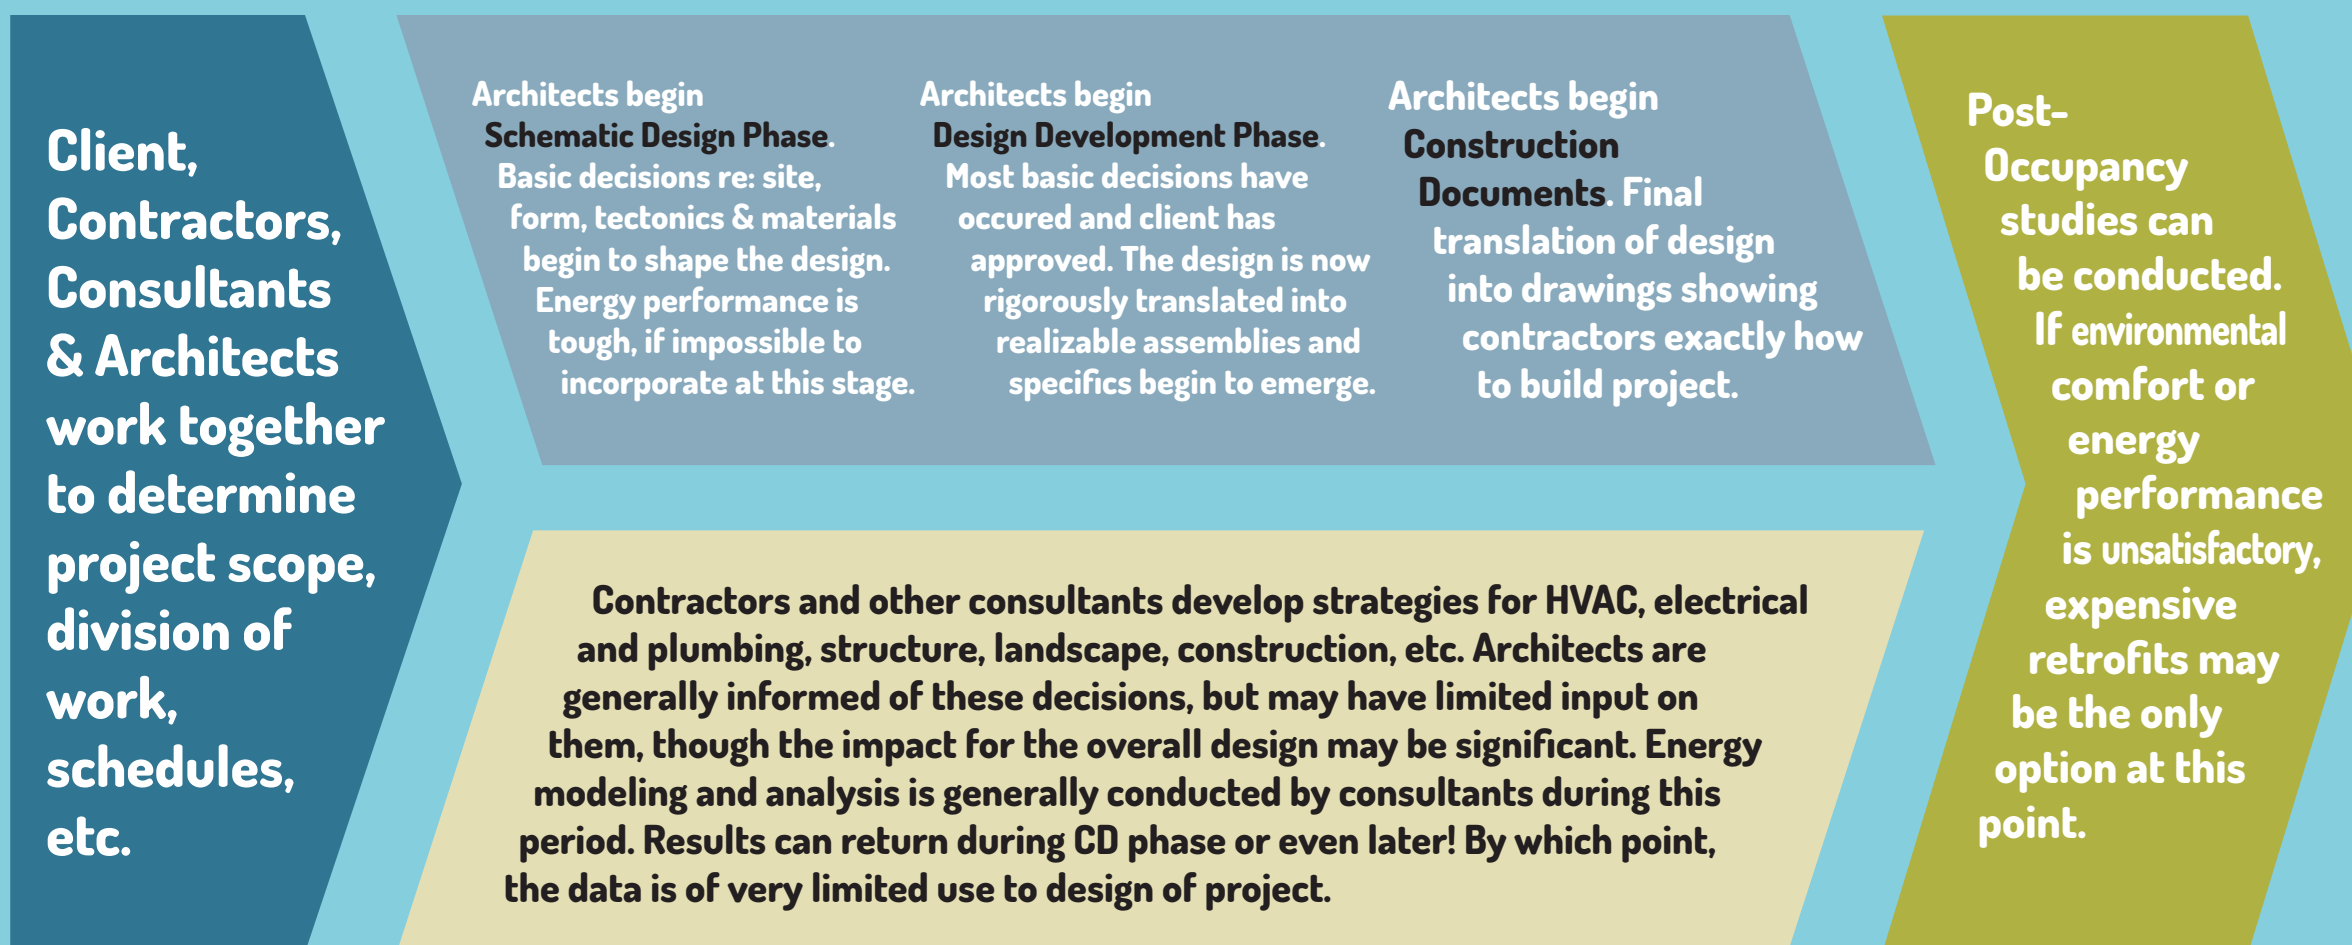 Client,
Contractors,
Consultants
& Architects
work together
to determine
project scope,
division of
work,
schedules,
etc.
Architects begin
Schematic Design Phase.
Basic decisions re: site,
form, tectonics & materials
begin to shape the design.
Energy performance is
tough, if impossible to
incorporate at this stage.
Architects begin
Design Development Phase.
Most basic decisions have
occured and client has
approved. The design is now
rigorously translated into
realizable assemblies and
specifics begin to emerge.
Architects begin
Construction
Documents. Final
translation of design
into drawings showing
contractors exactly how
to build project.
Contractors and other consultants develop strategies for HVAC, electrical
and plumbing, structure, landscape, construction, etc. Architects are
generally informed of these decisions, but may have limited input on
them, though the impact for the overall design may be significant. Energy
modeling and analysis is generally conducted by consultants during this
period. Results can return during CD phase or even later! By which point,
the data is of very limited use to design of project.
Post-
Occupancy
studies can
be conducted.
If environmental
comfort or
energy
performance
is unsatisfactory,
expensive
retrofits may
be the only
option at this
point.